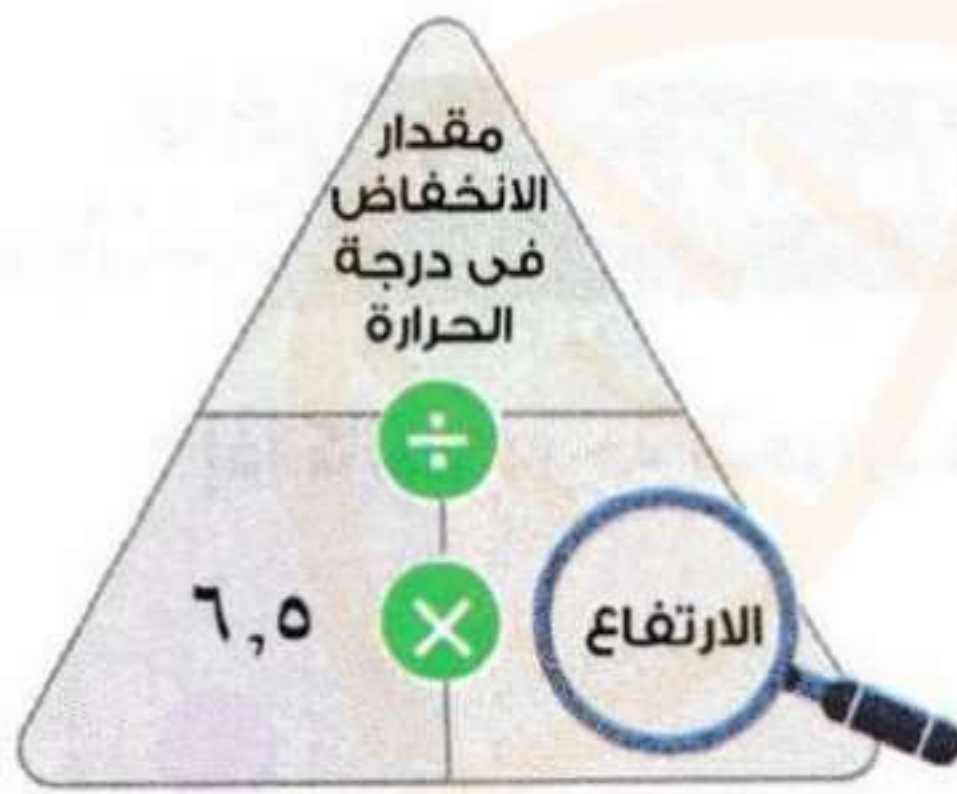 مقدار
الانخفاض
فى درجة
الحرارة
÷
الارتفاع
×
٦,٥